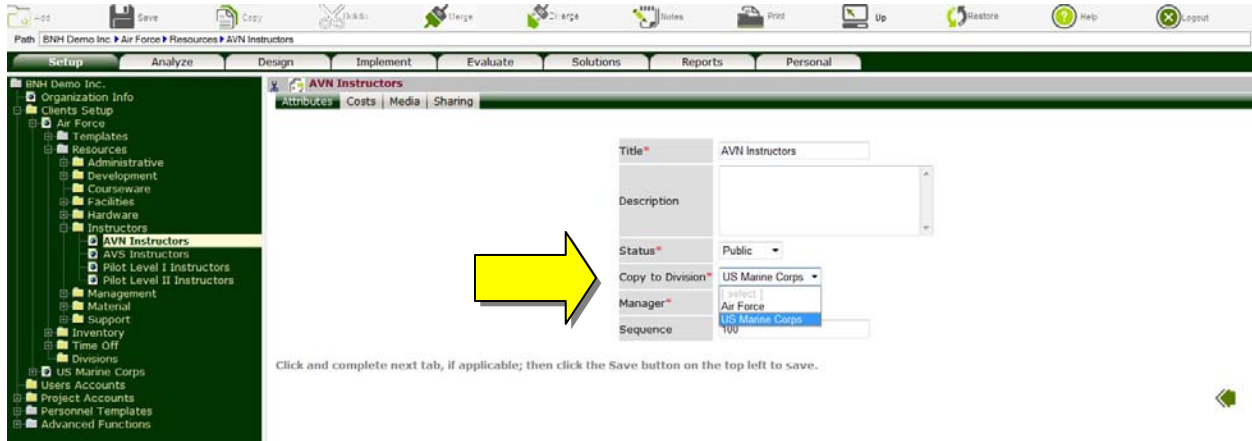 Add Save Copy Notes Print Up Restore Help Logout
Path BNH Demo Inc. Air Force Resources AVN Instructors
Setup Analyze Design Implement Evaluate Solutions Reports Personal
BNH Demo Inc.
Organization Info
Clients Setup
Air Force
Templates
Resources
Administrative
Development
Courseware
Facilities
Hardware
Instructors
AVN Instructors
AVS Instructors
Pilot Level I Instructors
Pilot Level II Instructors
Management
Material
Support
Inventory
Time Off
Divisions
US Marine Corps
Users Accounts
Project Accounts
Personnel Templates
Advanced Functions
AVN Instructors
Attributes Costs Media Sharing
Title* AVN Instructors
Description
Status* Public
Copy to Division* US Marine Corps
[ select ]
Manager* Air Force
US Marine Corps
Sequence 100
Click and complete next tab, if applicable; then click the Save button on the top left to save.